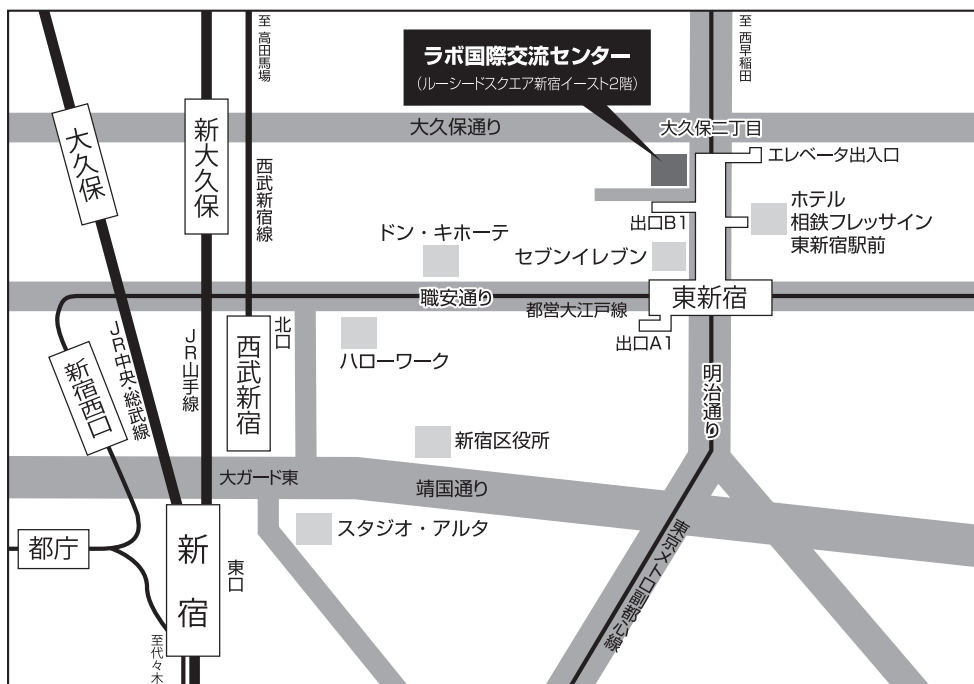 至 高田馬場
至 西早稲田
ラボ国際交流センター
(ルーシードスクエア新宿イースト2階)
大久保通り
大久保二丁目
エレベータ出入口
大久保
新大久保
西武新宿線
ホテル
相鉄フレッサイン
東新宿駅前
出口B1
ドン・キホーテ
セブンイレブン
職安通り
東新宿
都営大江戸線
出口A1
北口
西武新宿
JR山手線
JR中央・総武線
新宿西口
ハローワーク
明治通り
新宿区役所
大ガード東
靖国通り
スタジオ・アルタ
都庁
新宿
東口
東京メトロ副都心線
至代々木